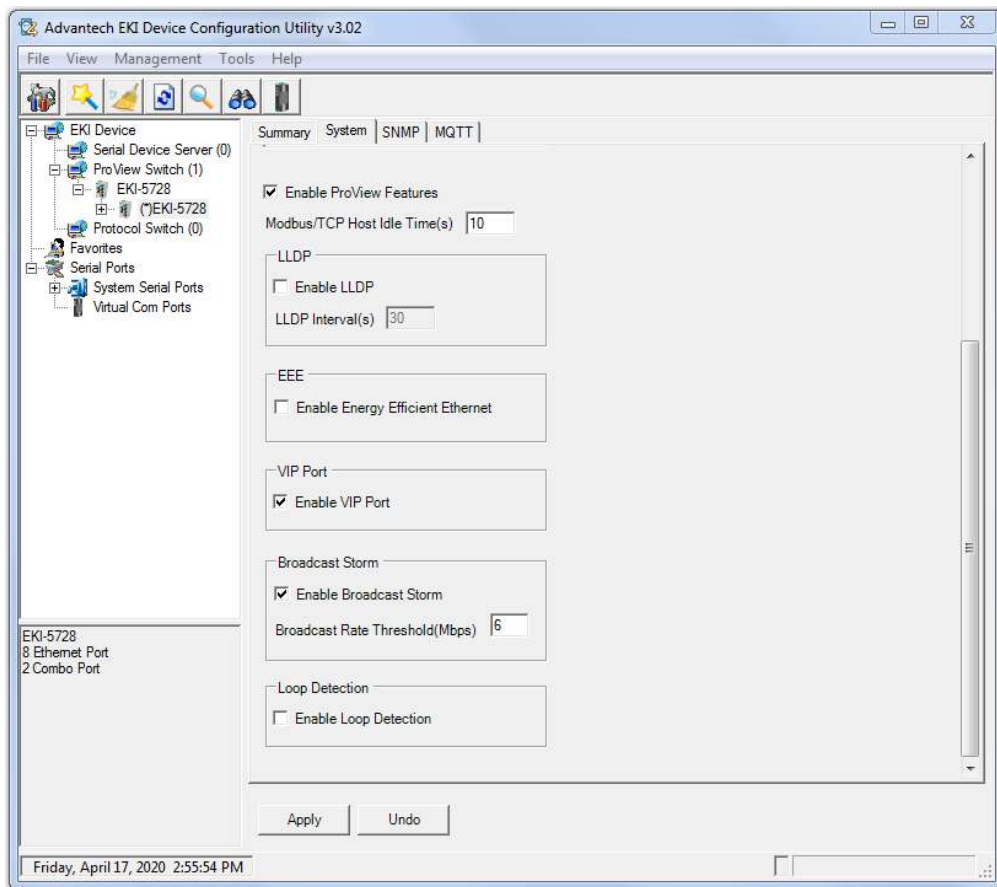 Advantech EKI Device Configuration Utility v3.02
File View Management Tools Help
EKI Device
Serial Device Server (0)
ProView Switch (1)
EKI-5728
(*)EKI-5728
Protocol Switch (0)
Favorites
Serial Ports
System Serial Ports
Virtual Com Ports
EKI-5728
8 Ethernet Port
2 Combo Port
Summary System SNMP MQTT
Enable ProView Features
Modbus/TCP Host Idle Time(s) 10
LLDP
Enable LLDP
LLDP Interval(s) 30
EEE
Enable Energy Efficient Ethernet
VIP Port
Enable VIP Port
Broadcast Storm
Enable Broadcast Storm
Broadcast Rate Threshold(Mbps) 6
Loop Detection
Enable Loop Detection
Apply Undo
Friday, April 17, 2020 2:55:54 PM